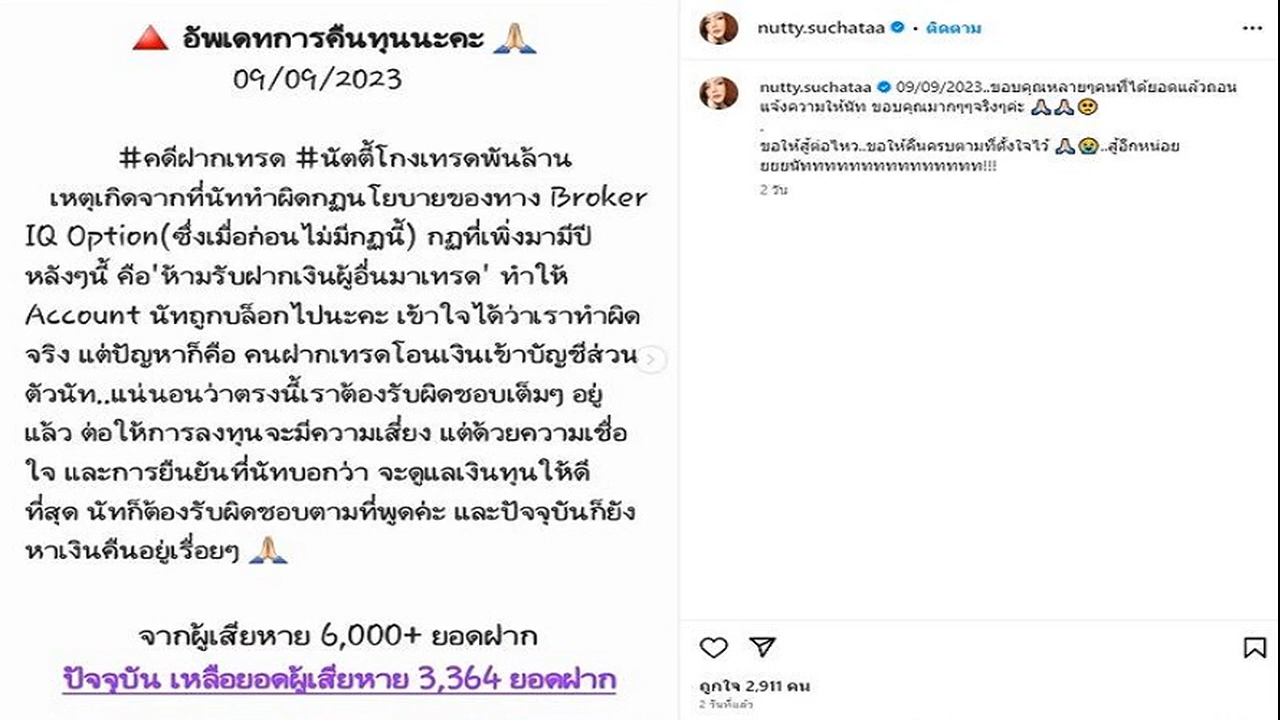 🔺 อัพเดทการคืนทุนนะคะ 🙏🏻
09/09/2023
#คดีฝากเทรด #นัตตี้โกงเทรดพันล้าน
เหตุเกิดจากที่นัททำผิดกฏนโยบายของทาง Broker
IQ Option(ซึ่งเมื่อก่อนไม่มีกฏนี้) กฏที่เพิ่งมามีปี
หลังๆนี้ คือ'ห้ามรับฝากเงินผู้อื่นมาเทรด' ทำให้
Account นัทถูกบล็อกไปนะคะ เข้าใจได้ว่าเราทำผิด
จริง แต่ปัญหาก็คือ คนฝากเทรดโอนเงินเข้าบัญชีส่วน
ตัวนัท..แน่นอนว่าตรงนี้เราต้องรับผิดชอบเต็มๆ อยู่
แล้ว ต่อให้การลงทุนจะมีความเสี่ยง แต่ด้วยความเชื่อ
ใจ และการยืนยันที่นัทบอกว่า จะดูแลเงินทุนให้ดี
ที่สุด นัทก็ต้องรับผิดชอบตามที่พูดค่ะ และปัจจุบันก็ยัง
หาเงินคืนอยู่เรื่อยๆ 🙏🏻
จากผู้เสียหาย 6,000+ ยอดฝาก
ปัจจุบัน เหลือยอดผู้เสียหาย 3,364 ยอดฝาก
nutty.suchataa • ติดตาม
nutty.suchataa 09/09/2023..ขอบคุณหลายๆคนที่ได้ยอดแล้วถอน
แจ้งความให้นัท ขอบคุณมากๆๆจริงๆค่ะ 🙏🏻🙏🏻🥺
.
ขอให้สู้ต่อไหว..ขอให้คืนครบตามที่ตั้งใจไว้ 🙏🏻😭..สู้อีกหน่อย
ยยยนัททททททททททททททททท!!!
2 วัน
ถูกใจ 2,911 คน
2 วันที่แล้ว